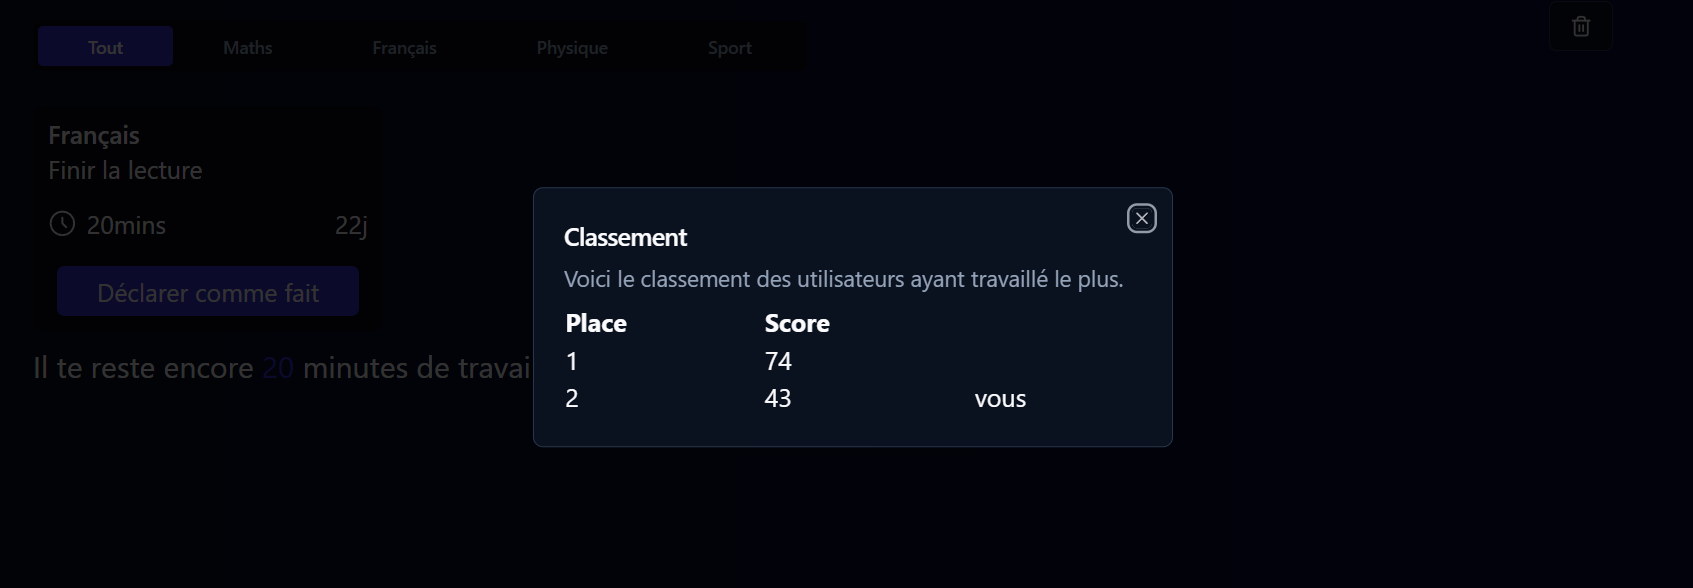 Tout Maths Français Physique Sport
Français
Finir la lecture
20mins 22j
Déclarer comme fait
Il te reste encore 20 minutes de travai
Classement
Voici le classement des utilisateurs ayant travaillé le plus.
Place Score
1 74
2 43 vous